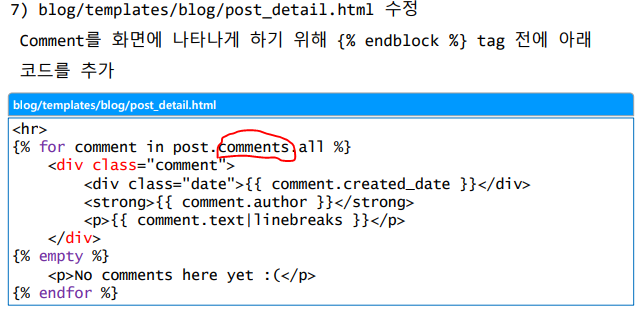 7) blog/templates/blog/post_detail.html 수정
Comment를 화면에 나타나게 하기 위해 {% endblock %} tag 전에 아래
코드를 추가
blog/templates/blog/post_detail.html
<hr>
{% for comment in post.comments.all %}
    <div class="comment">
        <div class="date">{{ comment.created_date }}</div>
        <strong>{{ comment.author }}</strong>
        <p>{{ comment.text|linebreaks }}</p>
    </div>
{% empty %}
    <p>No comments here yet :(</p>
{% endfor %}